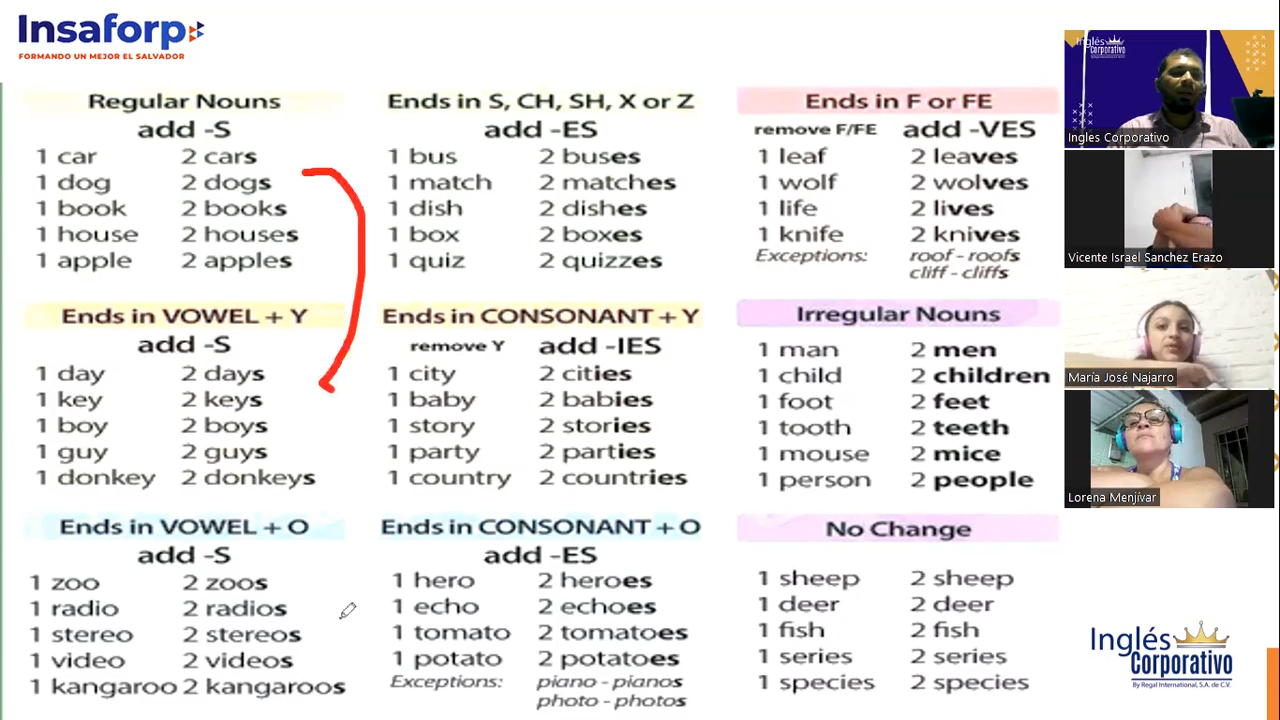 Insaforp
FORMANDO UN MEJOR EL SALVADOR
Regular Nouns
add -S
1 car 2 cars
1 dog 2 dogs
1 book 2 books
1 house 2 houses
1 apple 2 apples
Ends in S, CH, SH, X or Z
add -ES
1 bus 2 buses
1 match 2 matches
1 dish 2 dishes
1 box 2 boxes
1 quiz 2 quizzes
Ends in F or FE
remove F/FE add -VES
1 leaf 2 leaves
1 wolf 2 wolves
1 life 2 lives
1 knife 2 knives
Exceptions: roof - roofs
cliff - cliffs
Ends in VOWEL + Y
add -S
1 day 2 days
1 key 2 keys
1 boy 2 boys
1 guy 2 guys
1 donkey 2 donkeys
Ends in CONSONANT + Y
remove Y add -IES
1 city 2 cities
1 baby 2 babies
1 story 2 stories
1 party 2 parties
1 country 2 countries
Irregular Nouns
1 man 2 men
1 child 2 children
1 foot 2 feet
1 tooth 2 teeth
1 mouse 2 mice
1 person 2 people
Ends in VOWEL + O
add -S
1 zoo 2 zoos
1 radio 2 radios
1 stereo 2 stereos
1 video 2 videos
1 kangaroo 2 kangaroos
Ends in CONSONANT + O
add -ES
1 hero 2 heroes
1 echo 2 echoes
1 tomato 2 tomatoes
1 potato 2 potatoes
Exceptions: piano - pianos
photo - photos
No Change
1 sheep 2 sheep
1 deer 2 deer
1 fish 2 fish
1 series 2 series
1 species 2 species
Inglés
Corporativo
Ingles Corporativo
Vicente Israel Sanchez Erazo
María José Najarro
Lorena Menjívar
Inglés
Corporativo
By Regal International, S.A. de C.V.